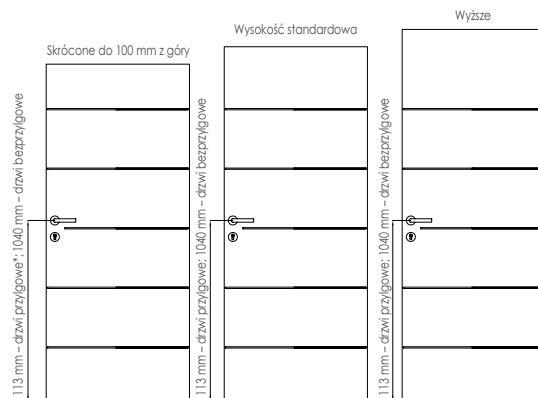 Skrócone do 100 mm z góry
Wysokość standardowa
Wyższe
113 mm – drzwi przylgowe*; 1040 mm – drzwi bezprzylgowe
113 mm – drzwi przylgowe; 1040 mm – drzwi bezprzylgowe
113 mm – drzwi przylgowe; 1040 mm – drzwi bezprzylgowe